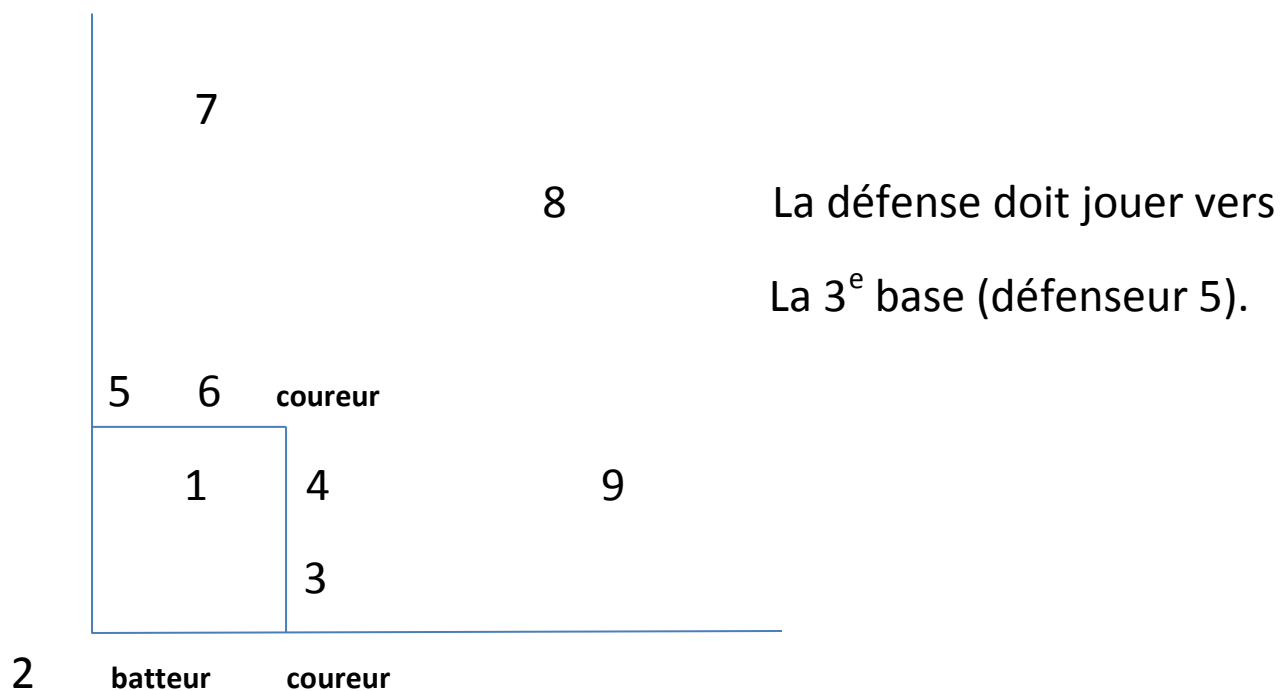 7
8 La défense doit jouer vers
La 3e base (défenseur 5).
5 6 coureur
1 4 9
3
2 batteur coureur